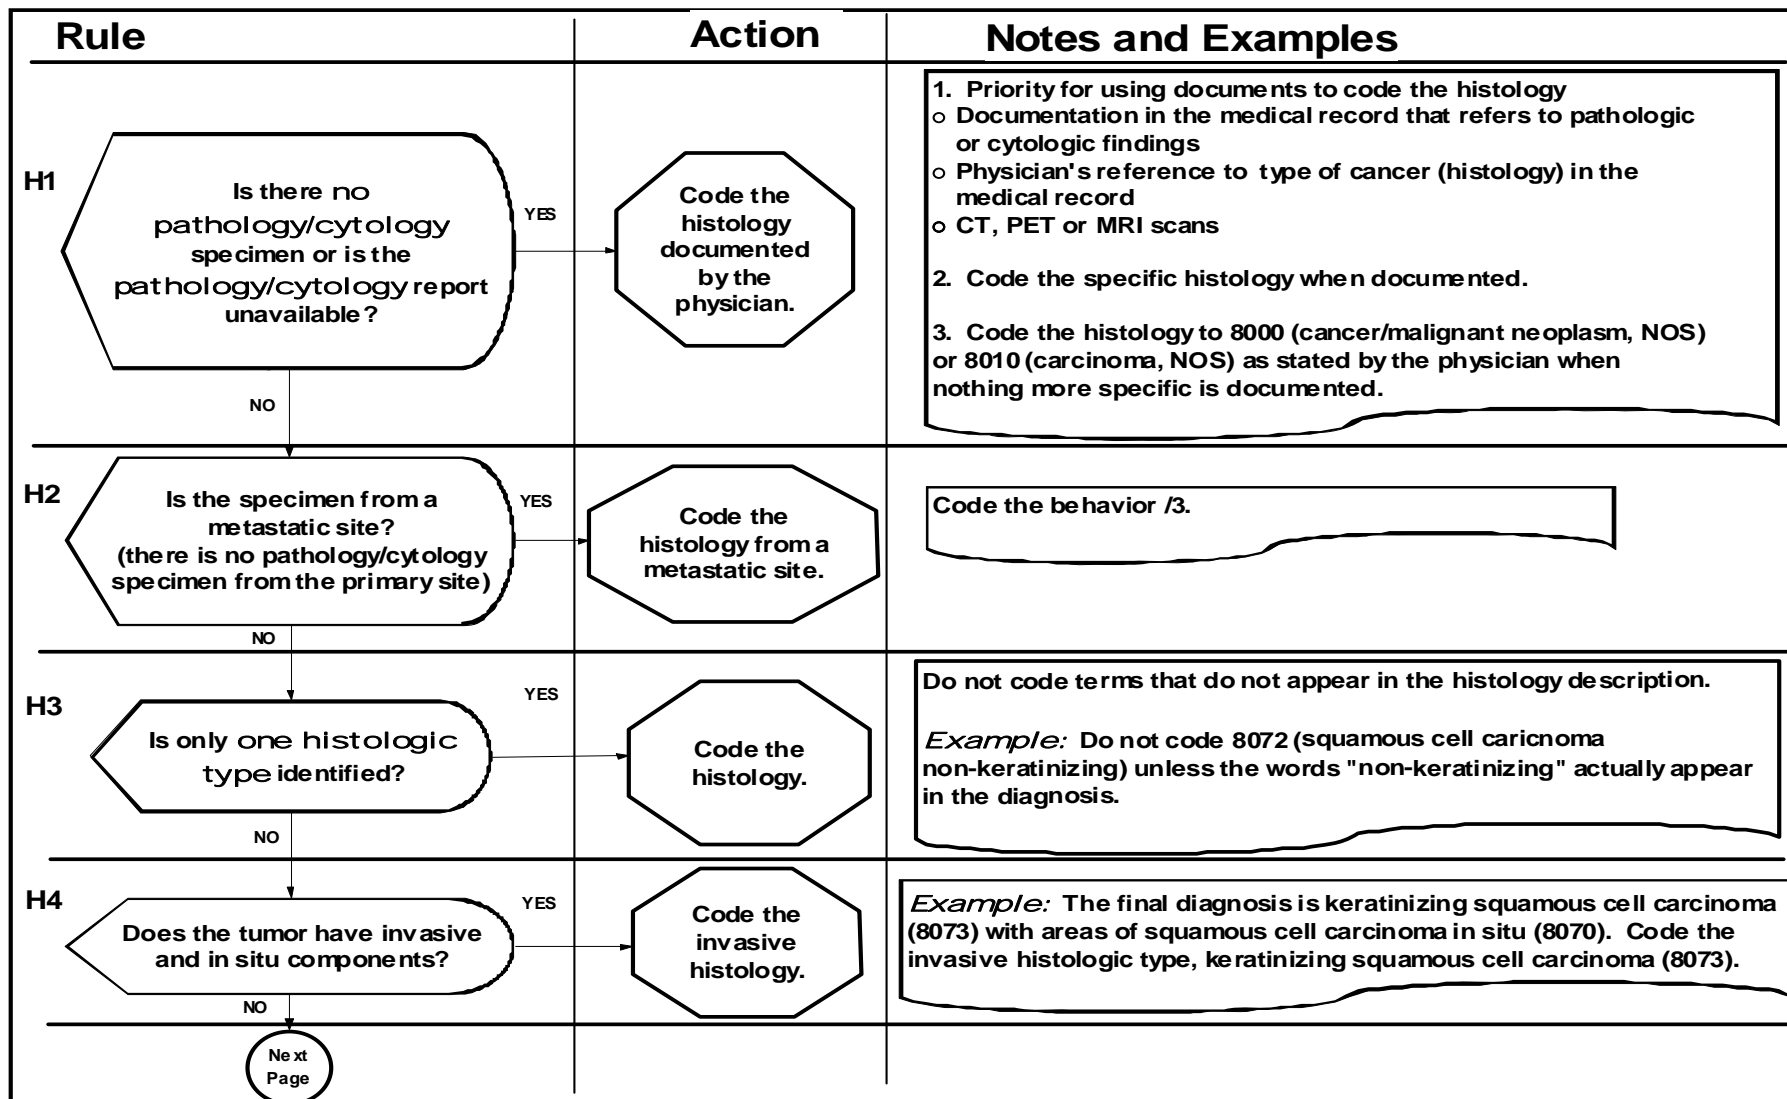 Rule
Action
Notes and Examples
H1
Is there no
pathology/cytology
specimen or is the
pathology/cytology report
unavailable?
YES
NO
Code the
histology
documented
by the
physician.
1. Priority for using documents to code the histology
o Documentation in the medical record that refers to pathologic
or cytologic findings
o Physician's reference to type of cancer (histology) in the
medical record
o CT, PET or MRI scans
2. Code the specific histology when documented.
3. Code the histology to 8000 (cancer/malignant neoplasm, NOS)
or 8010 (carcinoma, NOS) as stated by the physician when
nothing more specific is documented.
H2
Is the specimen from a
metastatic site?
(there is no pathology/cytology
specimen from the primary site)
YES
NO
Code the
histology from a
metastatic site.
Code the behavior /3.
H3
Is only one histologic
type identified?
YES
NO
Code the
histology.
Do not code terms that do not appear in the histology description.
Example: Do not code 8072 (squamous cell caricnoma
non-keratinizing) unless the words "non-keratinizing" actually appear
in the diagnosis.
H4
Does the tumor have invasive
and in situ components?
YES
NO
Code the
invasive
histology.
Example: The final diagnosis is keratinizing squamous cell carcinoma
(8073) with areas of squamous cell carcinoma in situ (8070). Code the
invasive histologic type, keratinizing squamous cell carcinoma (8073).
Next
Page